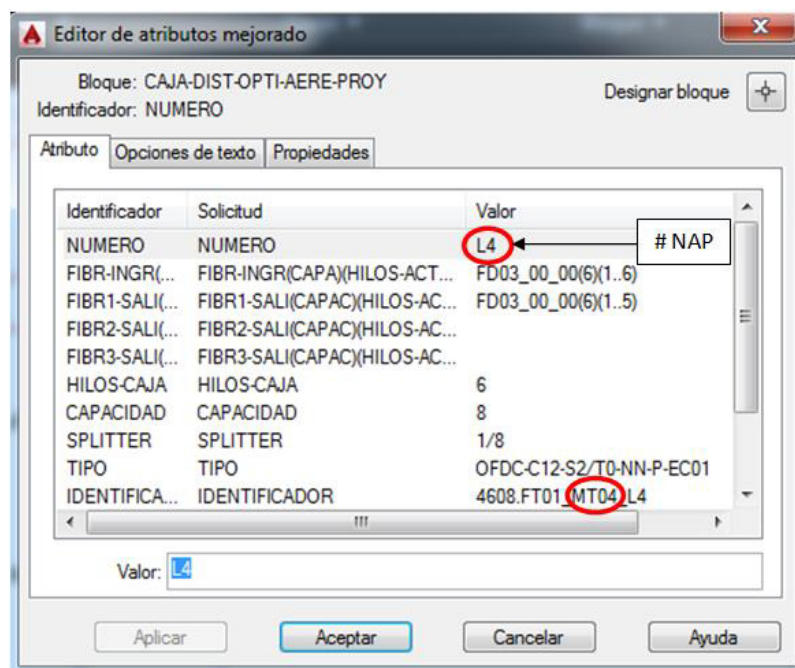 Editor de atributos mejorado
Bloque: CAJA-DIST-OPTI-AERE-PROY
Designar bloque
Identificador: NUMERO
Atributo Opciones de texto Propiedades
Identificador Solicitud Valor
NUMERO NUMERO L4 # NAP
FIBR-INGR(... FIBR-INGR(CAPA)(HILOS-ACT... FD03_00_00(6)(1..6)
FIBR1-SALI(... FIBR1-SALI(CAPAC)(HILOS-AC... FD03_00_00(6)(1..5)
FIBR2-SALI(... FIBR2-SALI(CAPAC)(HILOS-AC...
FIBR3-SALI(... FIBR3-SALI(CAPAC)(HILOS-AC...
HILOS-CAJA HILOS-CAJA 6
CAPACIDAD CAPACIDAD 8
SPLITTER SPLITTER 1/8
TIPO TIPO OFDC-C12-S2/T0-NN-P-EC01
IDENTIFICA... IDENTIFICADOR 4608.FT01_MT04_L4
Valor: L4
Aplicar Aceptar Cancelar Ayuda